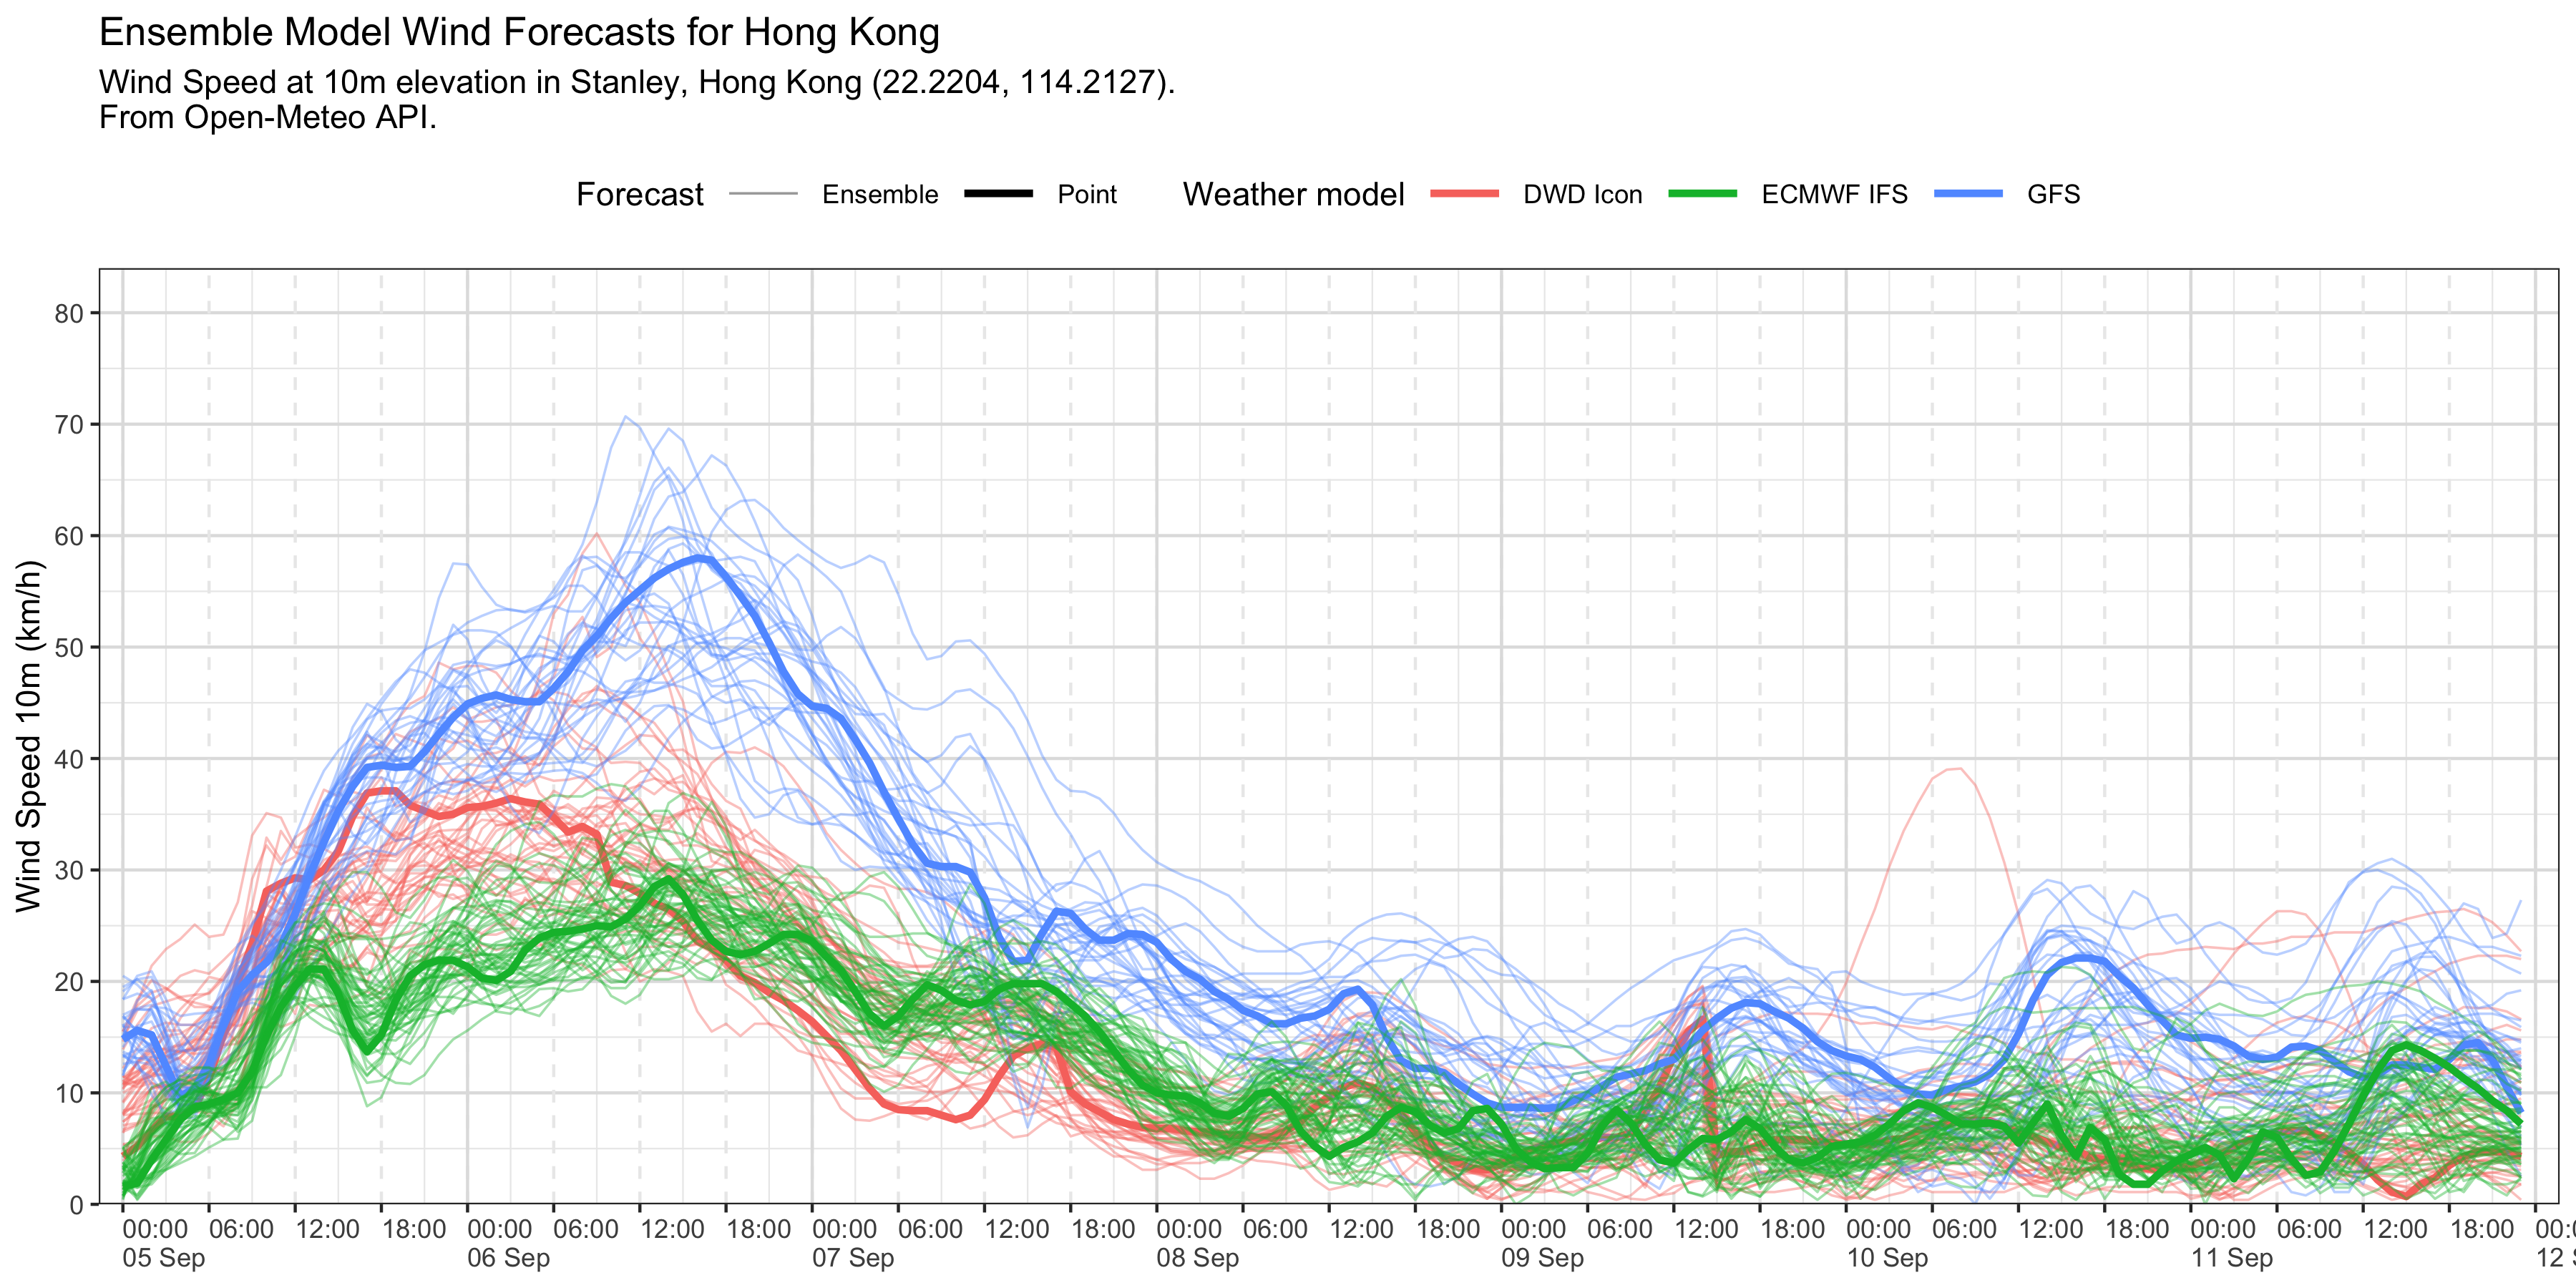 Ensemble Model Wind Forecasts for Hong Kong
Wind Speed at 10m elevation in Stanley, Hong Kong (22.2204, 114.2127).
From Open-Meteo API.
Forecast Ensemble Point Weather model DWD Icon ECMWF IFS GFS
Wind Speed 10m (km/h)
80
70
60
50
40
30
20
10
0
00:00 06:00 12:00 18:00 00:00 06:00 12:00 18:00 00:00 06:00 12:00 18:00 00:00 06:00 12:00 18:00 00:00 06:00 12:00 18:00 00:00 06:00 12:00 18:00 00:00 06:00 12:00 18:00 00:0
05 Sep 06 Sep 07 Sep 08 Sep 09 Sep 10 Sep 11 Sep 12 S